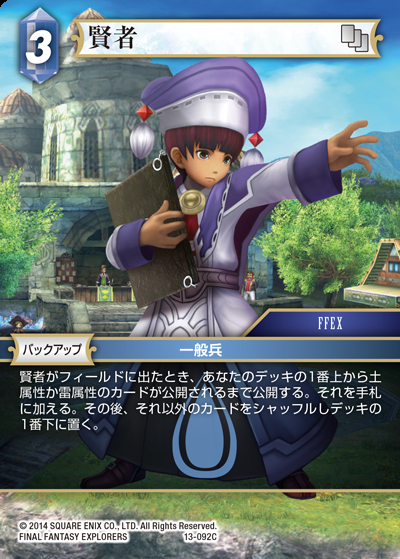 3
賢者
FFEX
バックアップ
一般兵
賢者がフィールドに出たとき、あなたのデッキの1番上から土
属性か雷属性のカードが公開されるまで公開する。それを手札
に加える。その後、それ以外のカードをシャッフルしデッキの
1番下に置く。
© 2014 SQUARE ENIX CO., LTD. All Rights Reserved.
FINAL FANTASY EXPLORERS
13-092C